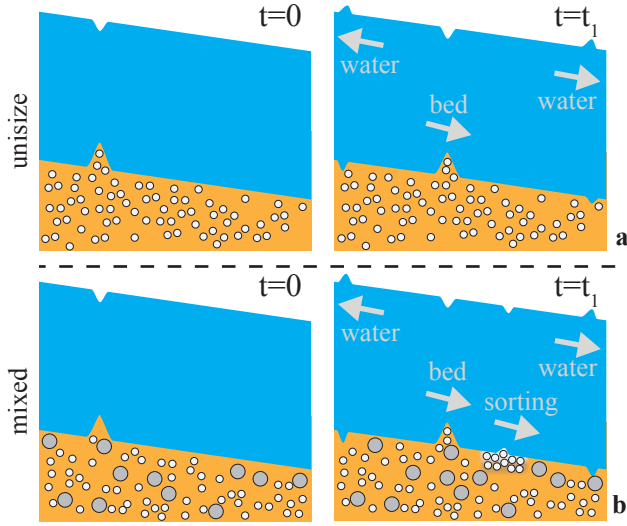 t=0
t=t1
water
bed
water
unisize
a
t=0
t=t1
water
bed
sorting
water
mixed
b